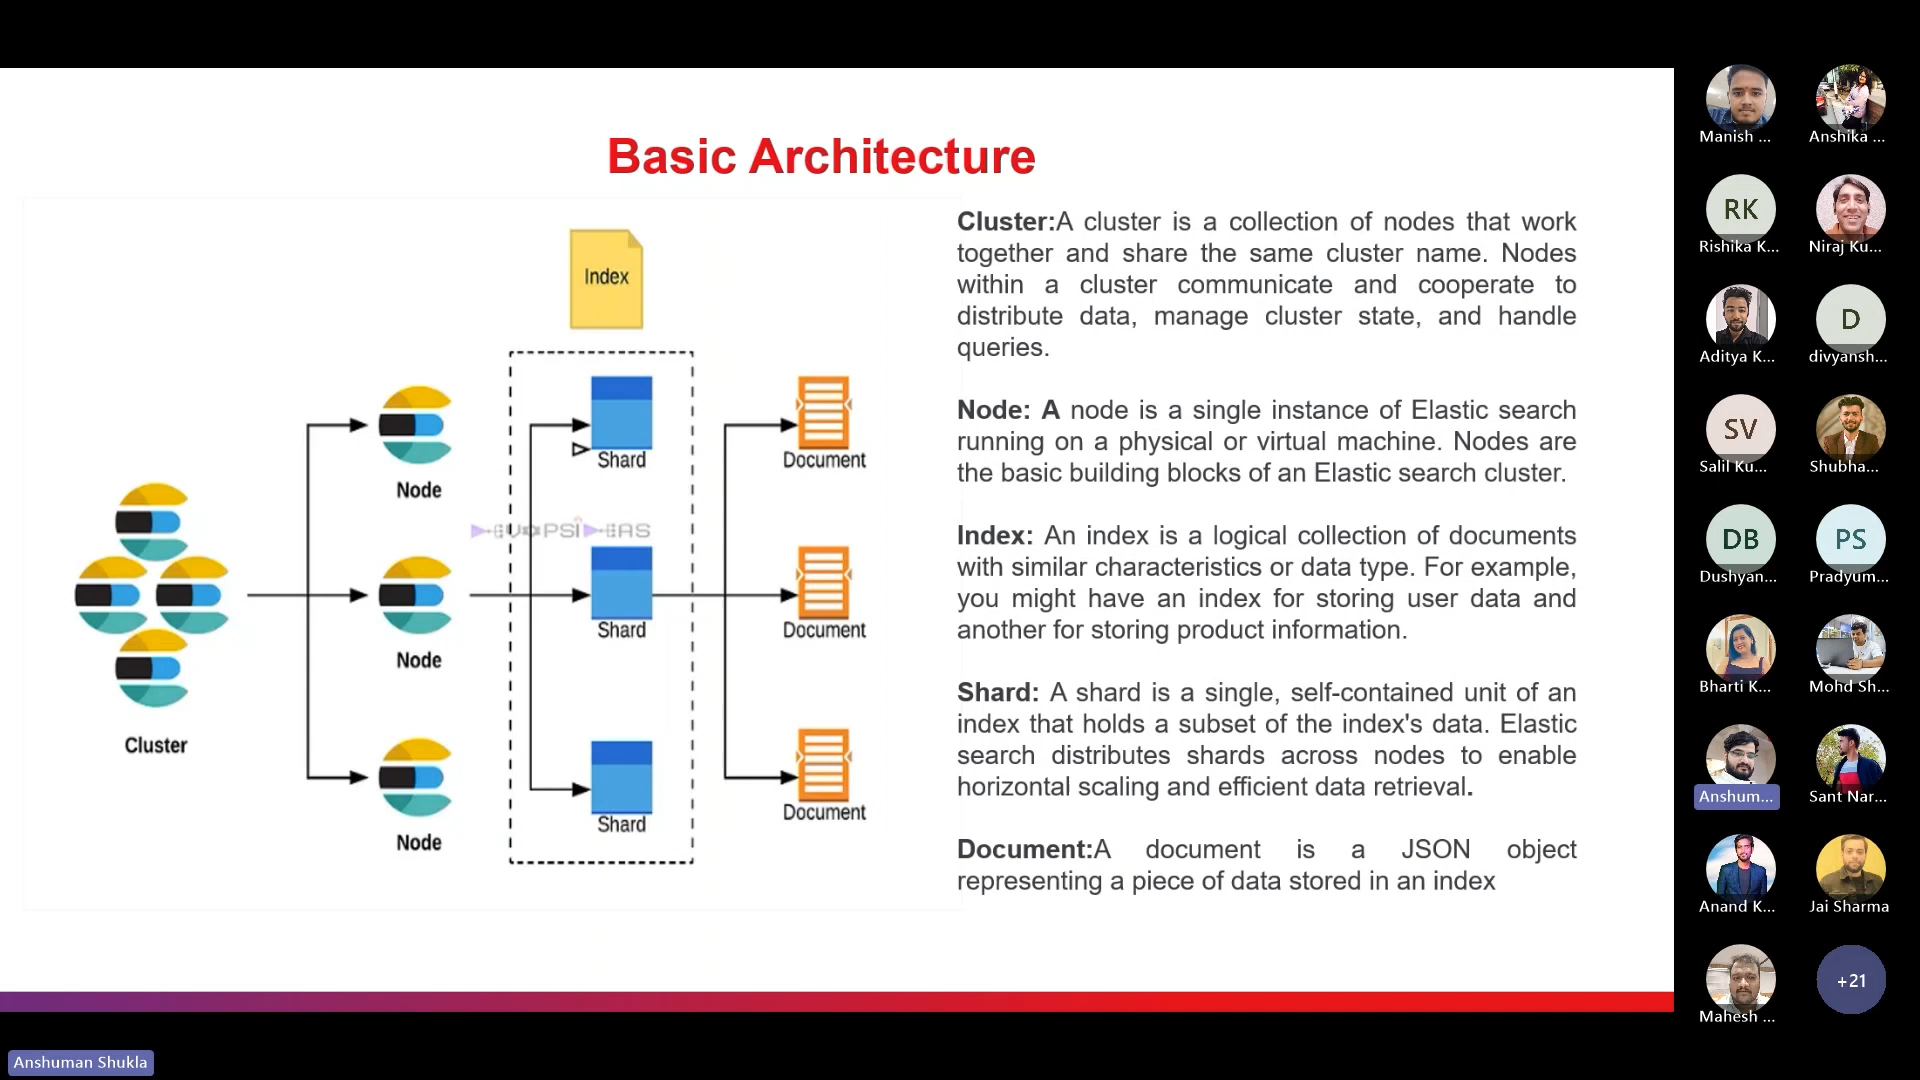 Basic Architecture
Index
Shard
Document
Node
Shard
Document
Node
Cluster
Shard
Document
Node
Cluster:A cluster is a collection of nodes that work
together and share the same cluster name. Nodes
within a cluster communicate and cooperate to
distribute data, manage cluster state, and handle
queries.
Node: A node is a single instance of Elastic search
running on a physical or virtual machine. Nodes are
the basic building blocks of an Elastic search cluster.
Index: An index is a logical collection of documents
with similar characteristics or data type. For example,
you might have an index for storing user data and
another for storing product information.
Shard: A shard is a single, self-contained unit of an
index that holds a subset of the index's data. Elastic
search distributes shards across nodes to enable
horizontal scaling and efficient data retrieval.
Document:A document is a JSON object
representing a piece of data stored in an index
Manish ...
Anshika ...
RK
Rishika K...
Niraj Ku...
Aditya K...
D
divyansh...
SV
Salil Ku...
Shubha...
DB
Dushyan...
PS
Pradyum...
Bharti K...
Mohd Sh...
Anshum...
Sant Nar...
Anand K...
Jai Sharma
Mahesh ...
+21
Anshuman Shukla